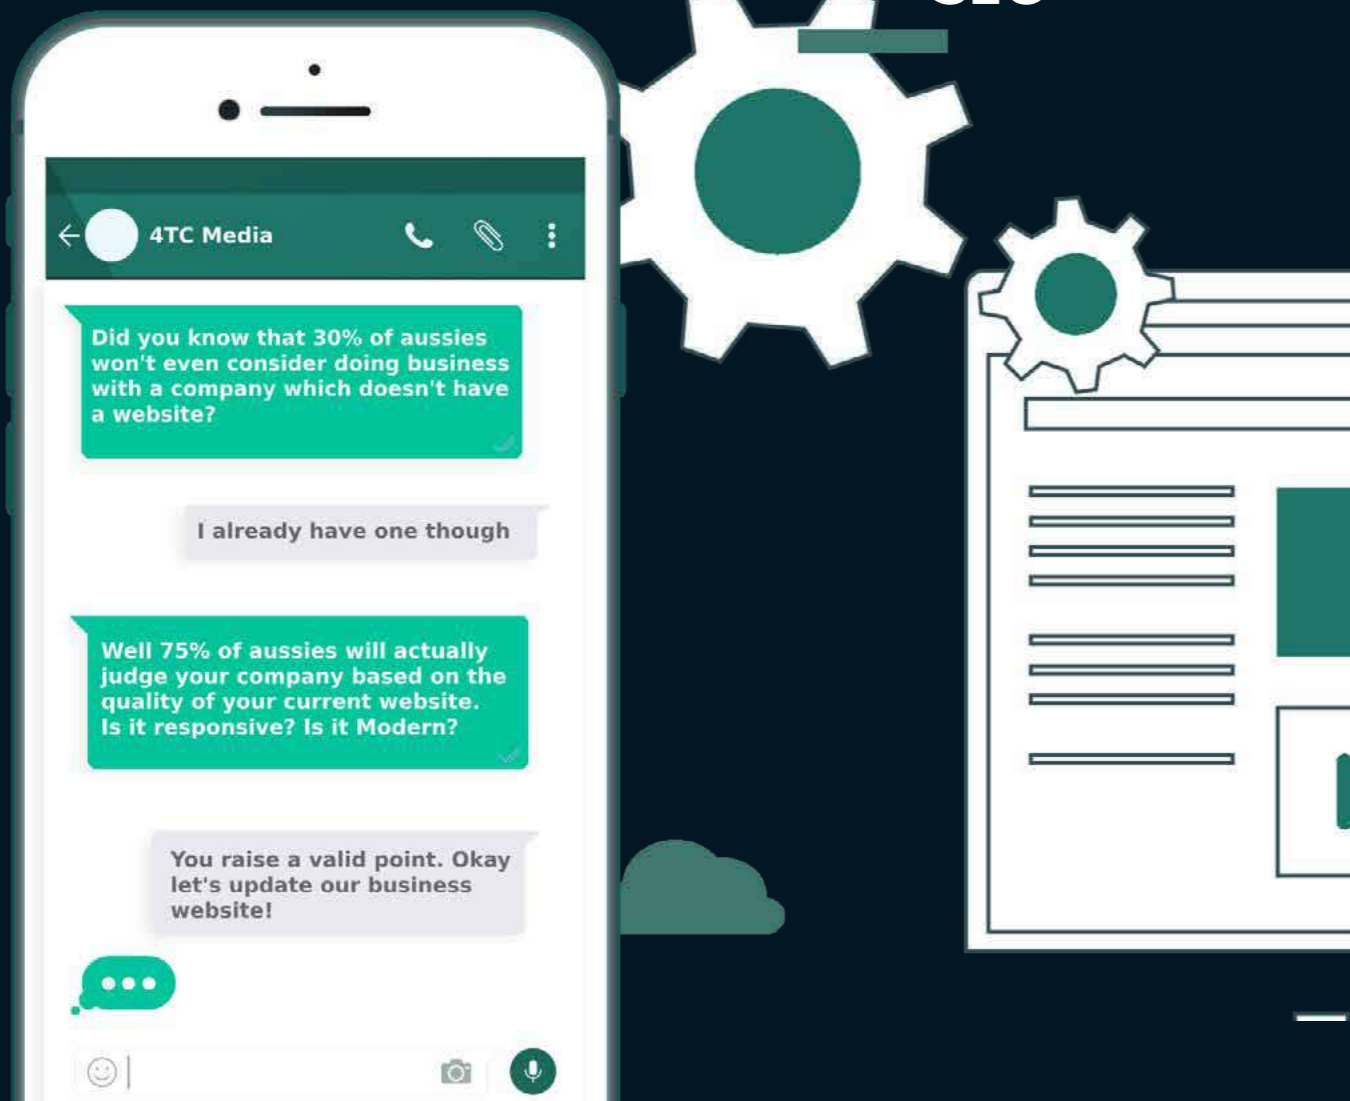 4TC Media
Did you know that 30% of aussies
won't even consider doing business
with a company which doesn't have
a website?
I already have one though
Well 75% of aussies will actually
judge your company based on the
quality of your current website.
Is it responsive? Is it Modern?
You raise a valid point. Okay
let's update our business
website!